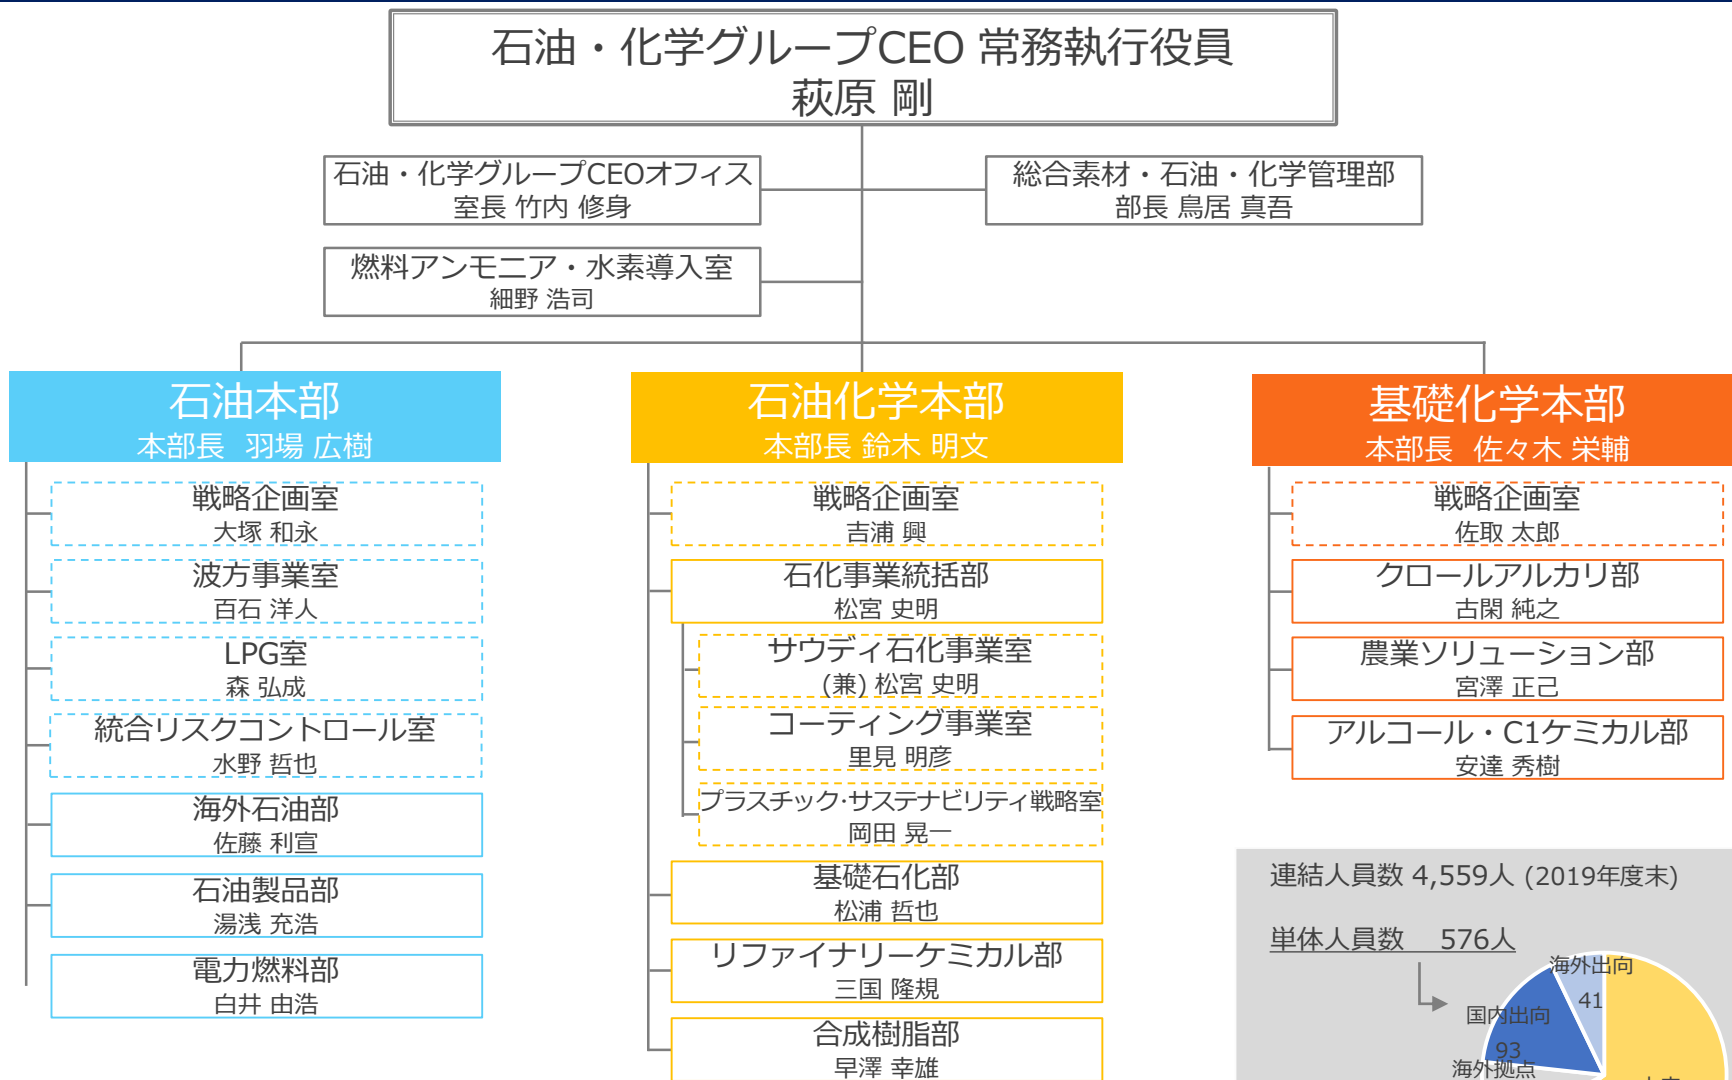 石油・化学グループCEO 常務執行役員
萩原 剛
石油・化学グループCEOオフィス
室長 竹内 修身
総合素材・石油・化学管理部
部長 鳥居 真吾
燃料アンモニア・水素導入室
細野 浩司
石油本部
本部長 羽場 広樹
戦略企画室
大塚 和永
波方事業室
百石 洋人
LPG室
森 弘成
統合リスクコントロール室
水野 哲也
海外石油部
佐藤 利宣
石油製品部
湯浅 充浩
電力燃料部
白井 由浩
石油化学本部
本部長 鈴木 明文
戦略企画室
吉浦 興
石化事業統括部
松宮 史明
サウディ石化事業室
(兼) 松宮 史明
コーティング事業室
里見 明彦
プラスチック・サステナビリティ戦略室
岡田 晃一
基礎石化部
松浦 哲也
リファイナリーケミカル部
三国 隆規
合成樹脂部
早澤 幸雄
基礎化学本部
本部長 佐々木 栄輔
戦略企画室
佐取 太郎
クロールアルカリ部
古閑 純之
農業ソリューション部
宮澤 正己
アルコール・C1ケミカル部
安達 秀樹
連結人員数 4,559人 (2019年度末)
単体人員数 576人
海外出向
41
国内出向
93
海外拠点